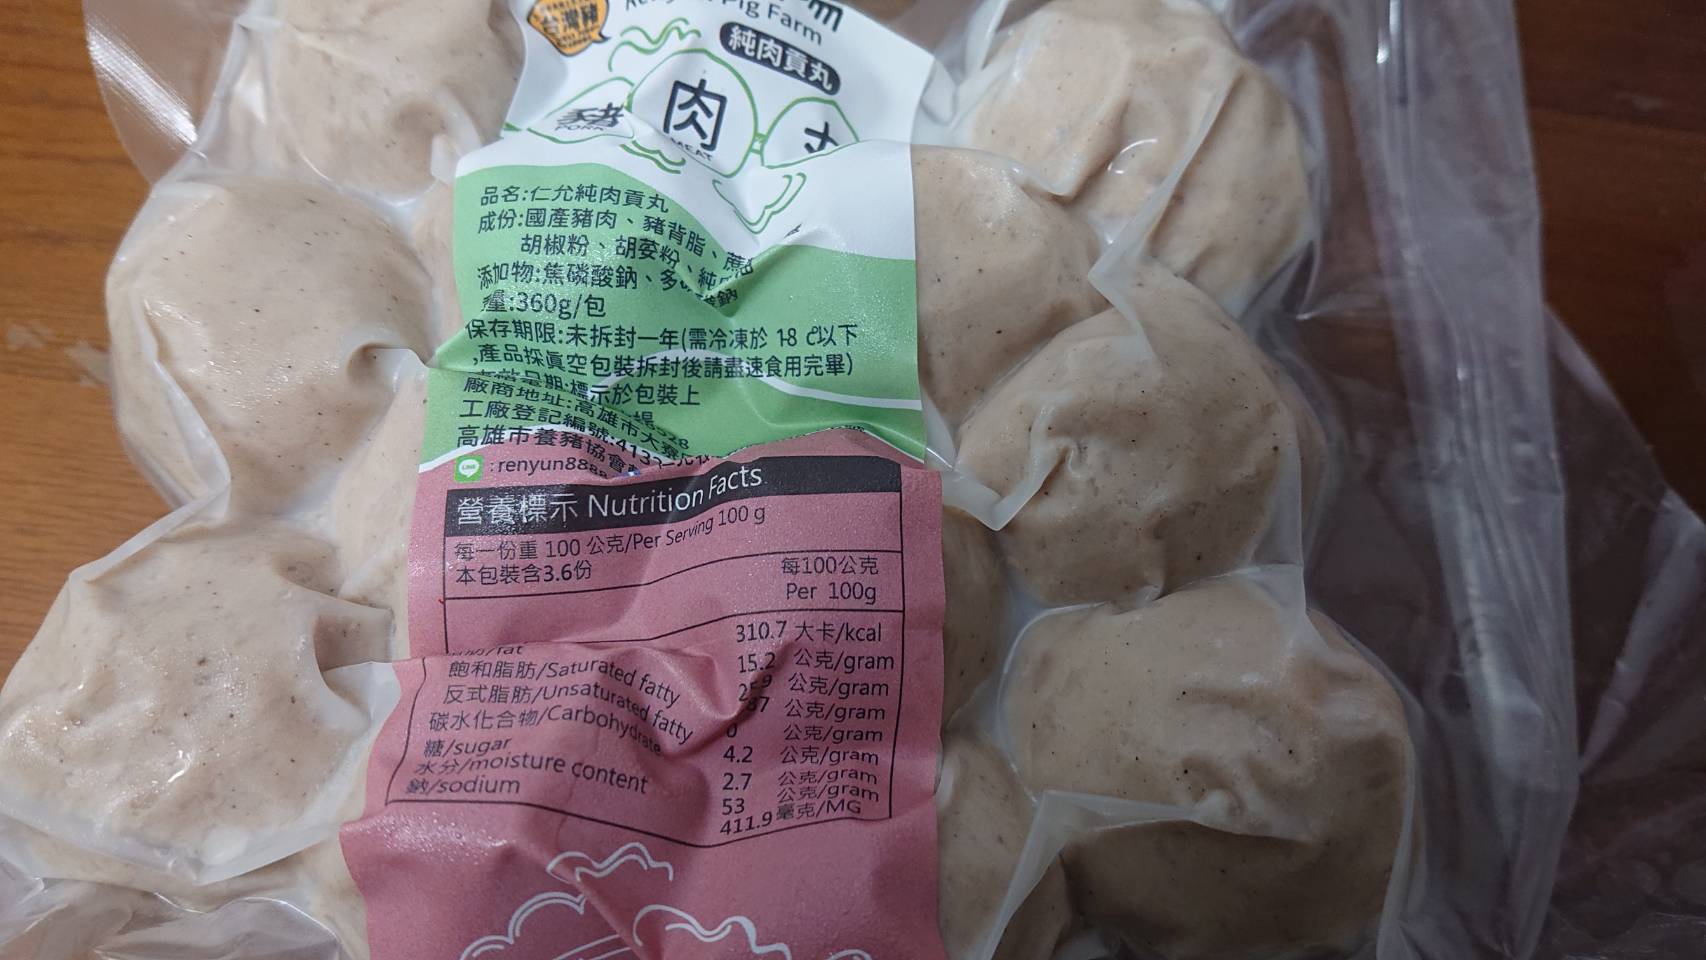 台灣豬
Pig Farm
純肉貢丸
豬 肉
PORK MEAT
品名:仁允純肉貢丸
成份:國產豬肉、豬背脂、
胡椒粉、胡荽粉、
添加物:焦磷酸鈉、多
量:360g/包
保存期限:未拆封一年(需冷凍於-18℃以下
,產品採真空包裝拆封後請盡速食用完畢)
標示於包裝上
廠商地址:高雄市大寮
工廠登記編號:413
高雄市養豬協會
LINE :renyun8888
營養標示 Nutrition Facts
每一份重 100 公克/Per Serving 100 g
本包裝含3.6份
每100公克
Per 100g
310.7 大卡/kcal
15.2 公克/gram
公克/gram
飽和脂肪/Saturated fatty 公克/gram
反式脂肪/Unsaturated fatty 0 公克/gram
碳水化合物/Carbohydrate 4.2 公克/gram
糖/sugar 2.7 公克/gram
水分/moisture content 53 公克/gram
鈉/sodium 411.9 毫克/MG